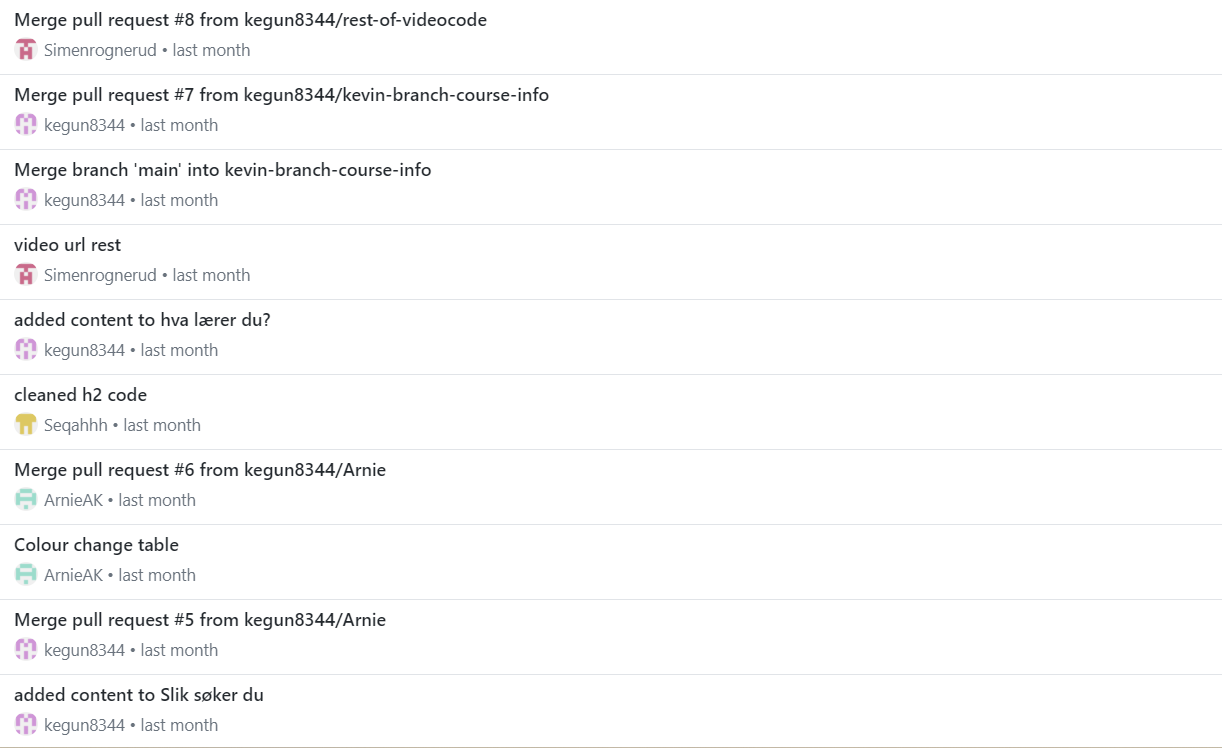 Merge pull request #8 from kegun8344/rest-of-videocode
Simenrognerud • last month
Merge pull request #7 from kegun8344/kevin-branch-course-info
kegun8344 • last month
Merge branch 'main' into kevin-branch-course-info
kegun8344 • last month
video url rest
Simenrognerud • last month
added content to hva lærer du?
kegun8344 • last month
cleaned h2 code
Seqahhh • last month
Merge pull request #6 from kegun8344/Arnie
ArnieAK • last month
Colour change table
ArnieAK • last month
Merge pull request #5 from kegun8344/Arnie
kegun8344 • last month
added content to Slik søker du
kegun8344 • last month